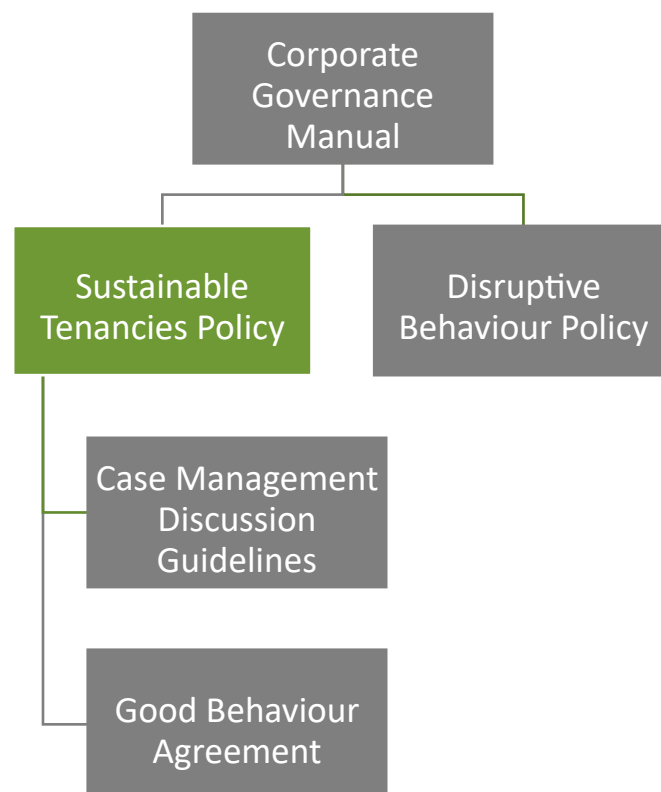 Corporate
Governance
Manual
Sustainable
Tenancies Policy
Disruptive
Behaviour Policy
Case Management
Discussion
Guidelines
Good Behaviour
Agreement